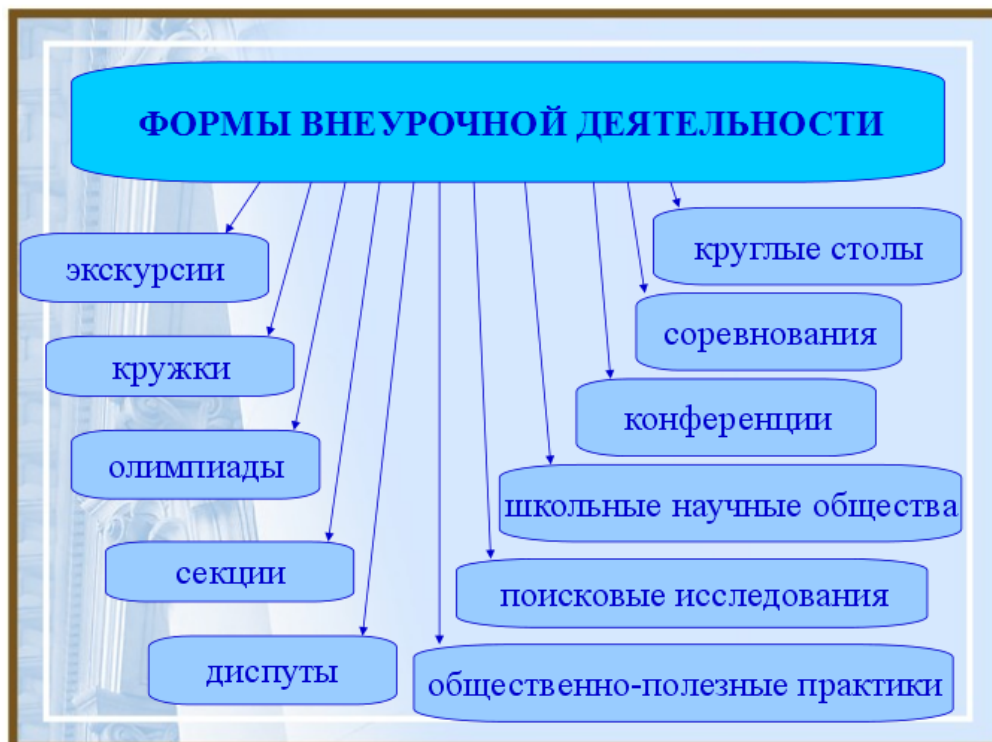 ФОРМЫ ВНЕУРОЧНОЙ ДЕЯТЕЛЬНОСТИ
экскурсии
кружки
олимпиады
секции
диспуты
круглые столы
соревнования
конференции
школьные научные общества
поисковые исследования
общественно-полезные практики